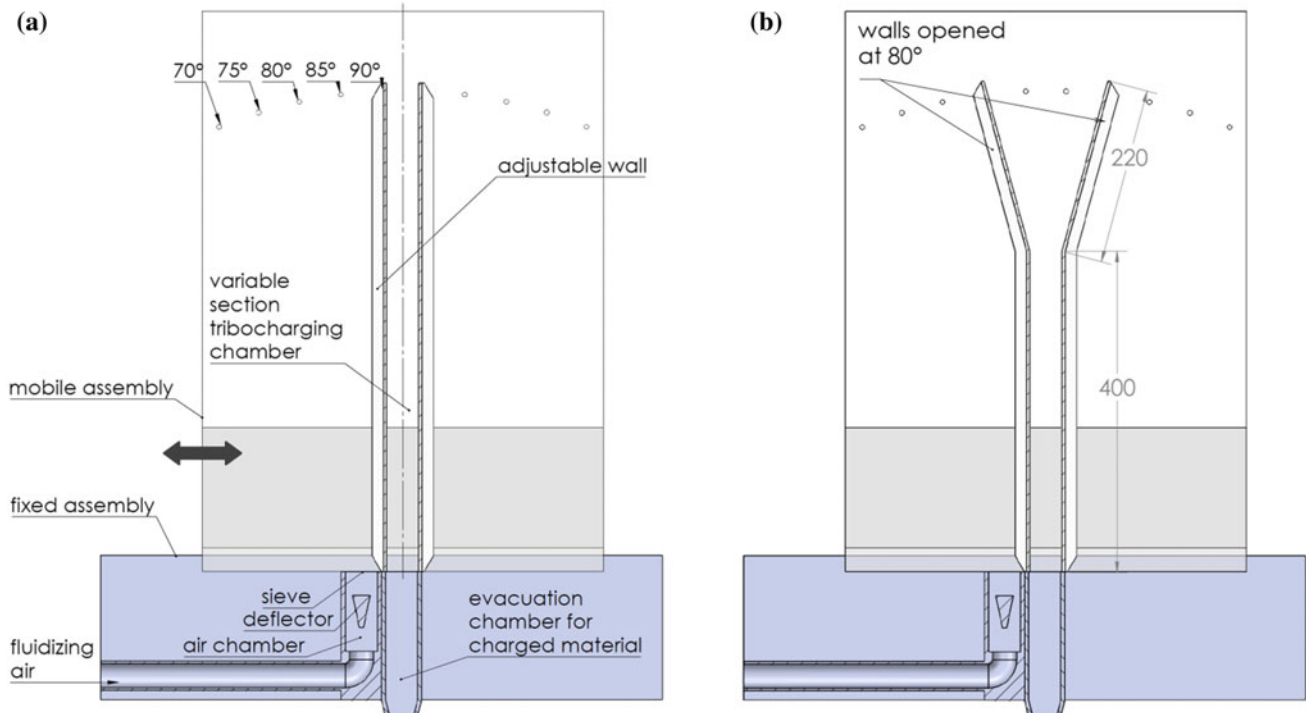 (a)
70° 75° 80° 85° 90°
adjustable wall
variable
section
tribocharging
chamber
mobile assembly
fixed assembly
sieve
deflector
air chamber
fluidizing
air
evacuation
chamber for
charged material
(b)
walls opened
at 80°
220
400